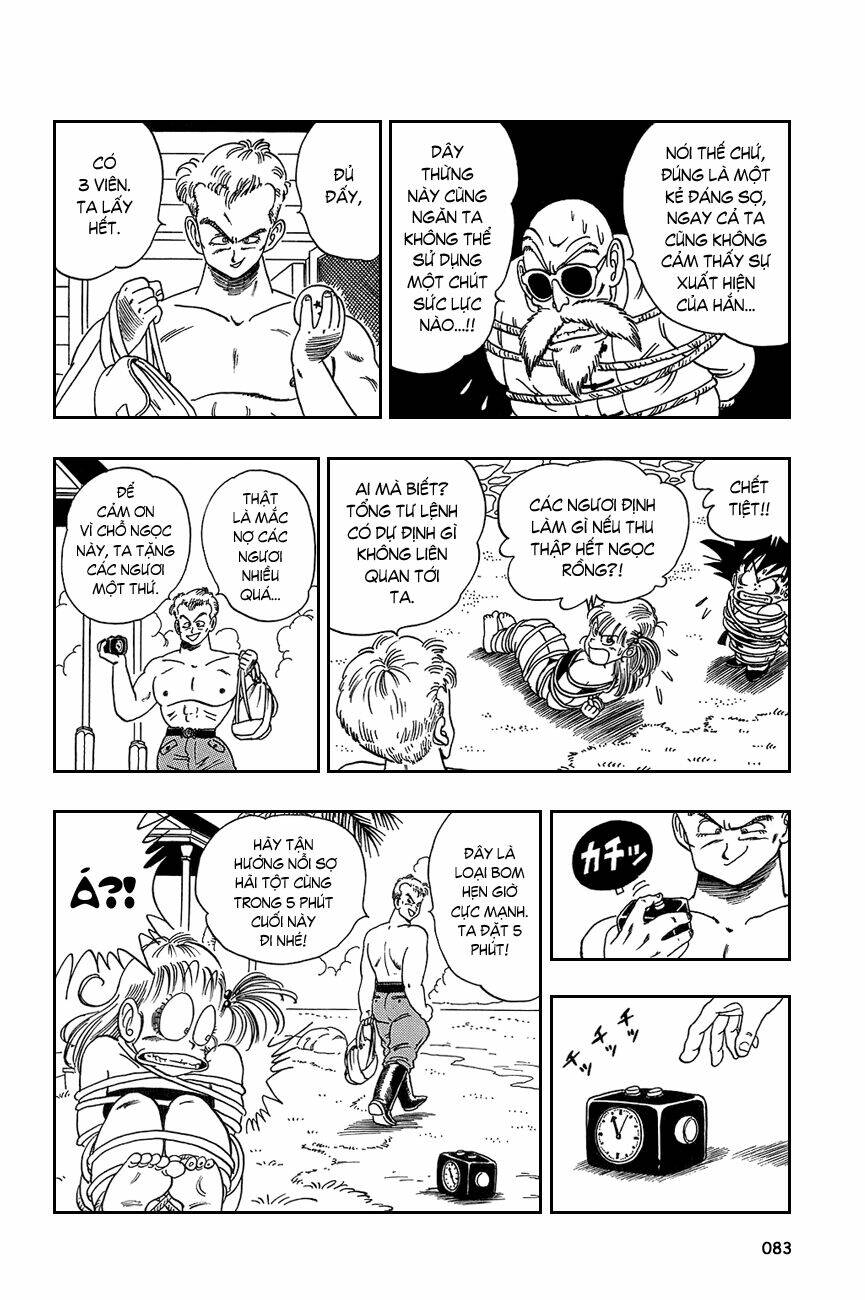 NÓI THẾ CHỨ,
ĐÚNG LÀ MỘT
KẺ ĐÁNG SỢ,
NGAY CẢ TA
CŨNG KHÔNG
CẢM THẤY SỰ
XUẤT HIỆN
CỦA HẮN...
DÂY
THỪNG
NÀY CŨNG
NGĂN TA
KHÔNG THỂ
SỬ DỤNG
MỘT CHÚT
SỨC LỰC
NÀO...!!
ĐỦ
ĐẤY,
CÓ
3 VIÊN.
TA LẤY
HẾT.
CHẾT
TIỆT!!
CÁC NGƯƠI ĐỊNH
LÀM GÌ NẾU THU
THẬP HẾT NGỌC
RỒNG?!
AI MÀ BIẾT?
TỔNG TƯ LỆNH
CÓ DỰ ĐỊNH GÌ
KHÔNG LIÊN
QUAN TỚI
TA.
THẬT
LÀ MẮC
NỢ CÁC
NGƯƠI
NHIỀU
QUÁ...
ĐỂ
CẢM ƠN
VÌ CHỖ NGỌC
NÀY, TA TẶNG
CÁC NGƯƠI
MỘT THỨ.
カチッ
チッチッチッ
ĐÂY LÀ
LOẠI BOM
HẸN GIỜ
CỰC MẠNH.
TA ĐẶT 5
PHÚT!
HÃY TẬN
HƯỞNG NỖI SỢ
HÃI TỘT CÙNG
TRONG 5 PHÚT
CUỐI NÀY
ĐI NHÉ!
Á?!
083